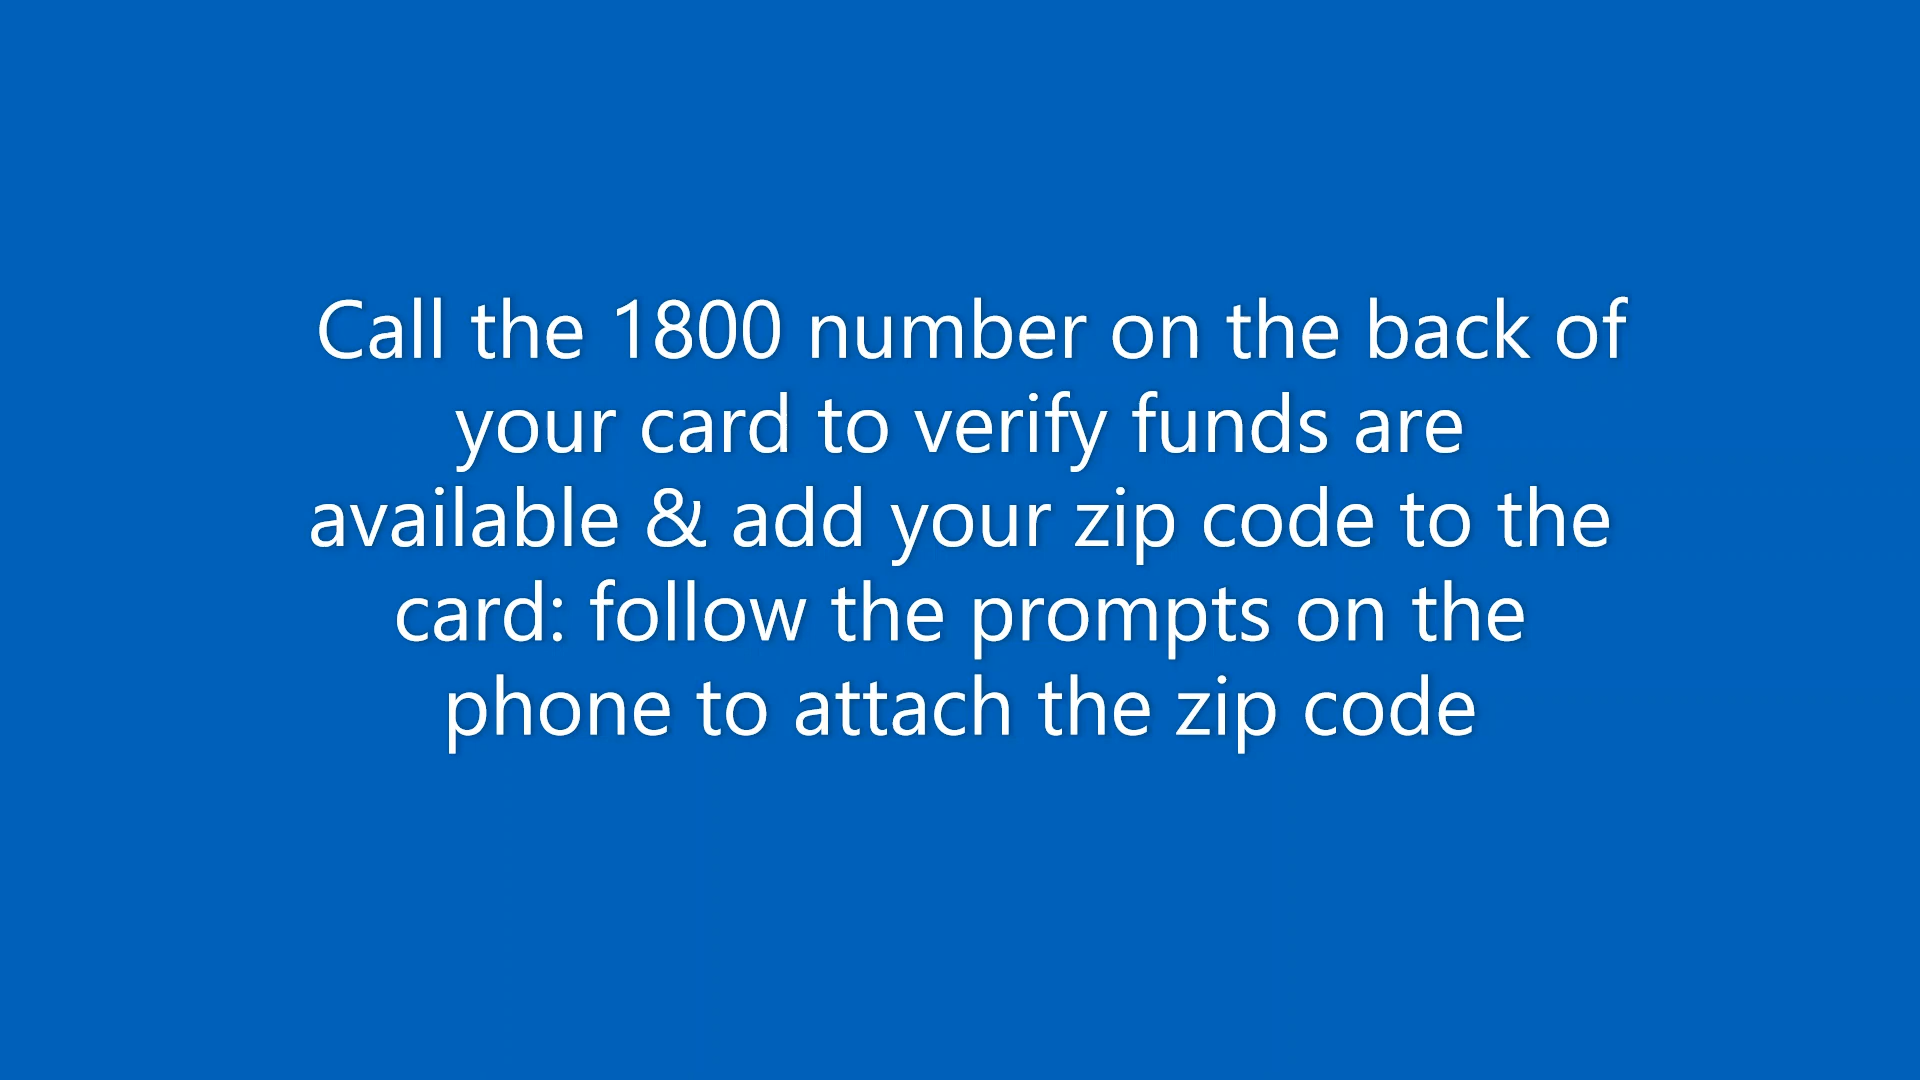 Call the 1800 number on the back of
your card to verify funds are
available & add your zip code to the
card: follow the prompts on the
phone to attach the zip code